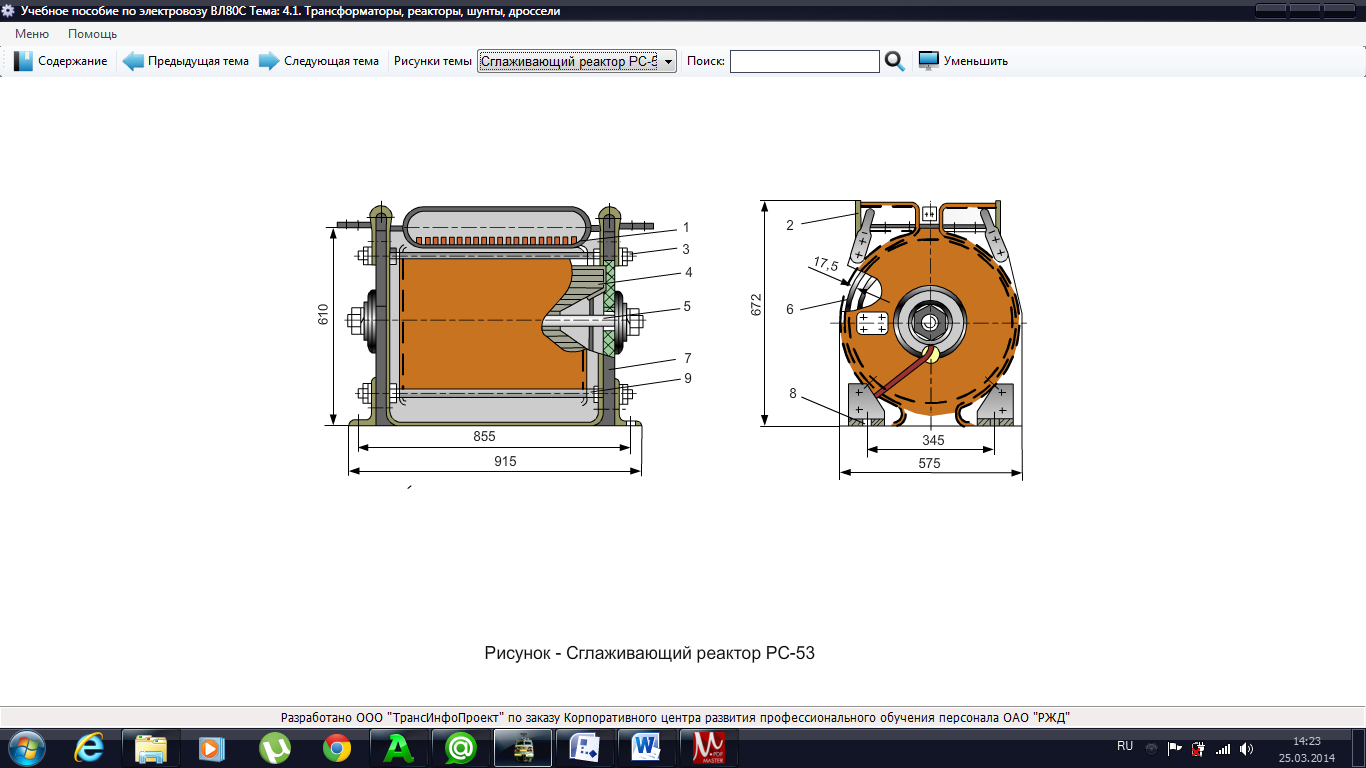 Учебное пособие по электровозу ВЛ80С Тема: 4.1. Трансформаторы, реакторы, шунты, дроссели
Меню Помощь
Содержание Предыдущая тема Следующая тема Рисунки темы Сглаживающий реактор РС-5 Поиск: Уменьшить
1
2
3
4
17,5
5
6
610
672
7
9
8
855
345
915
575
Рисунок - Сглаживающий реактор РС-53
Разработано ООО "ТрансИнфоПроект" по заказу Корпоративного центра развития профессионального обучения персонала ОАО "РЖД"
PDF
MASTER
RU
14:23
25.03.2014